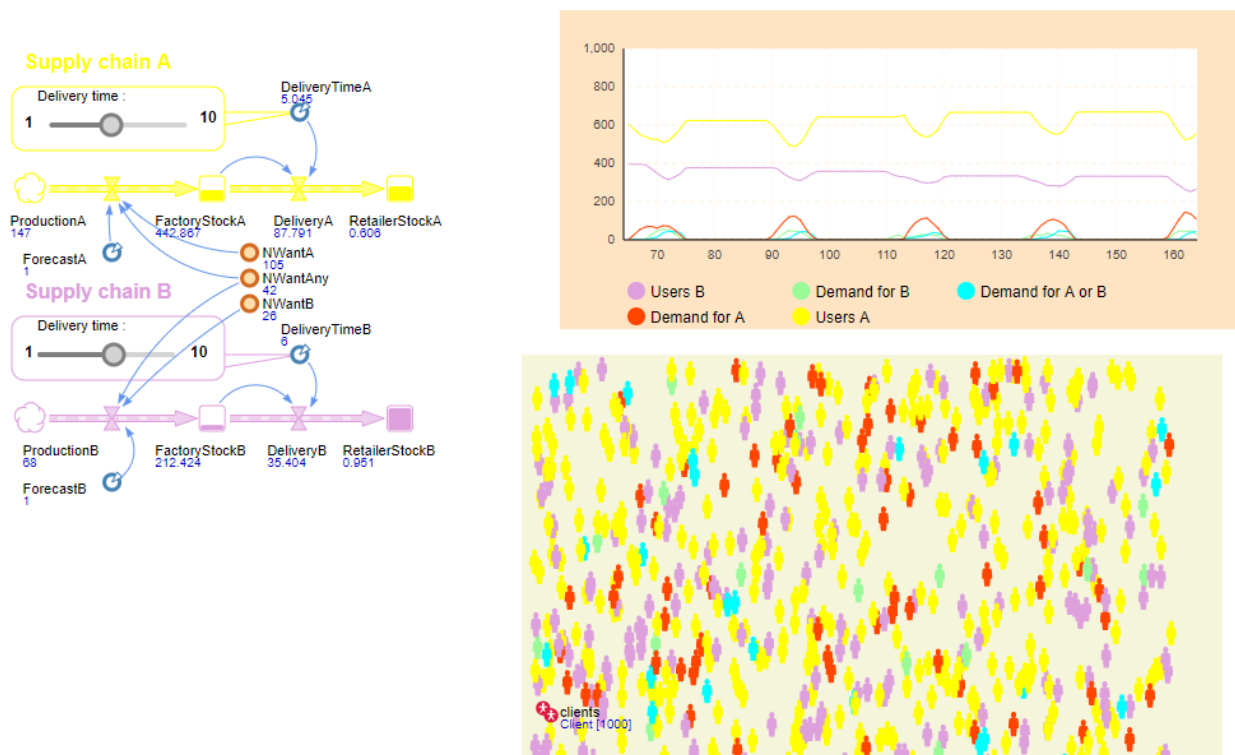 Supply chain A
Delivery time :
1
10
DeliveryTimeA
5.045
ProductionA
147
FactoryStockA
442.867
DeliveryA
87.791
RetailerStockA
0.606
ForecastA
1
NWantA
105
NWantAny
42
NWantB
26
Supply chain B
Delivery time :
1
10
DeliveryTimeB
6
ProductionB
68
FactoryStockB
212.424
DeliveryB
35.404
RetailerStockB
0.951
ForecastB
1
1,000
800
600
400
200
0
70 80 90 100 110 120 130 140 150 160
Users B
Demand for B
Demand for A or B
Demand for A
Users A
clients
Client [1000]